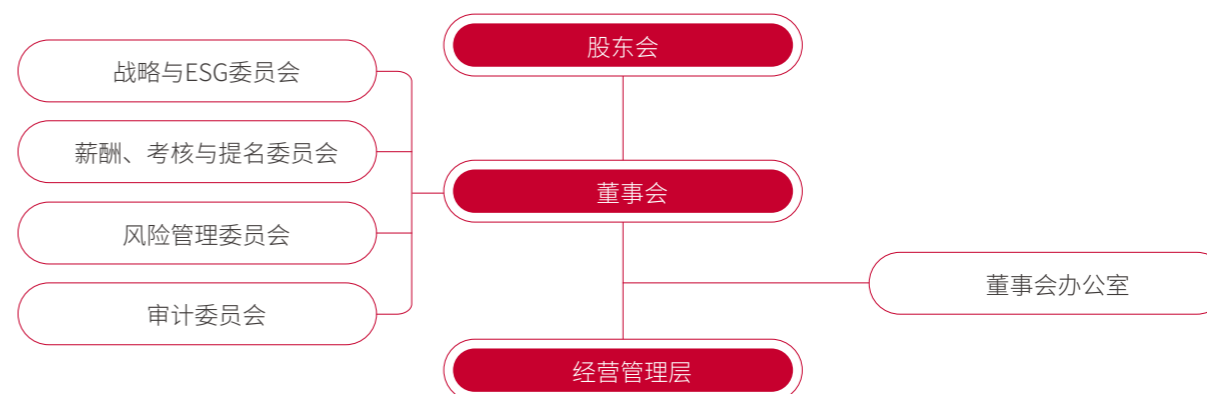 股东会
战略与ESG委员会
薪酬、考核与提名委员会
董事会
风险管理委员会
董事会办公室
审计委员会
经营管理层